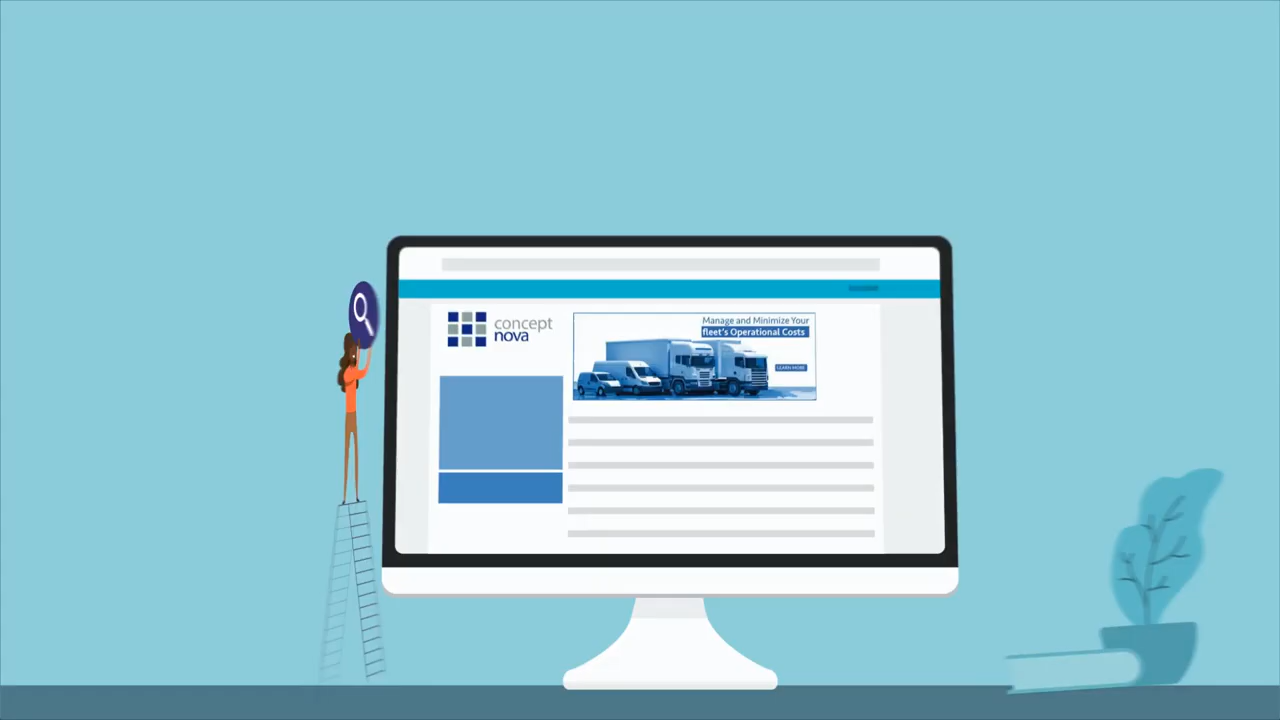 concept
nova
Manage and Minimize Your
fleet's Operational Costs
LEARN MORE